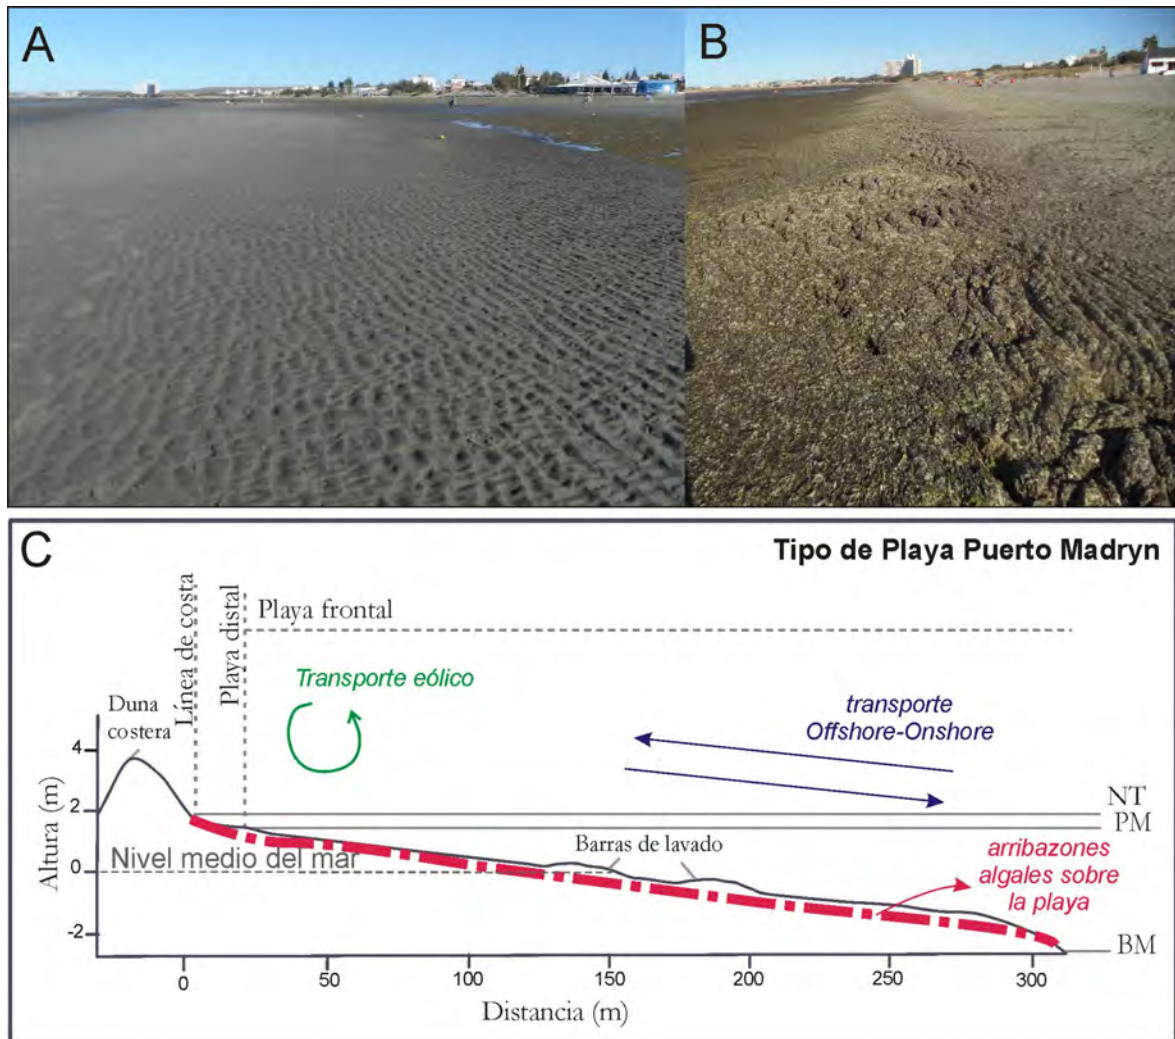 A
B
C
Tipo de Playa Puerto Madryn
Línea de costa
Playa distal
Playa frontal
Transporte eólico
transporte
Offshore-Onshore
Duna
costera
4
2
0
-2
Altura (m)
NT
PM
BM
Nivel medio del mar
Barras de lavado
arribazones
algales sobre
la playa
0
50
100
150
200
250
300
Distancia (m)